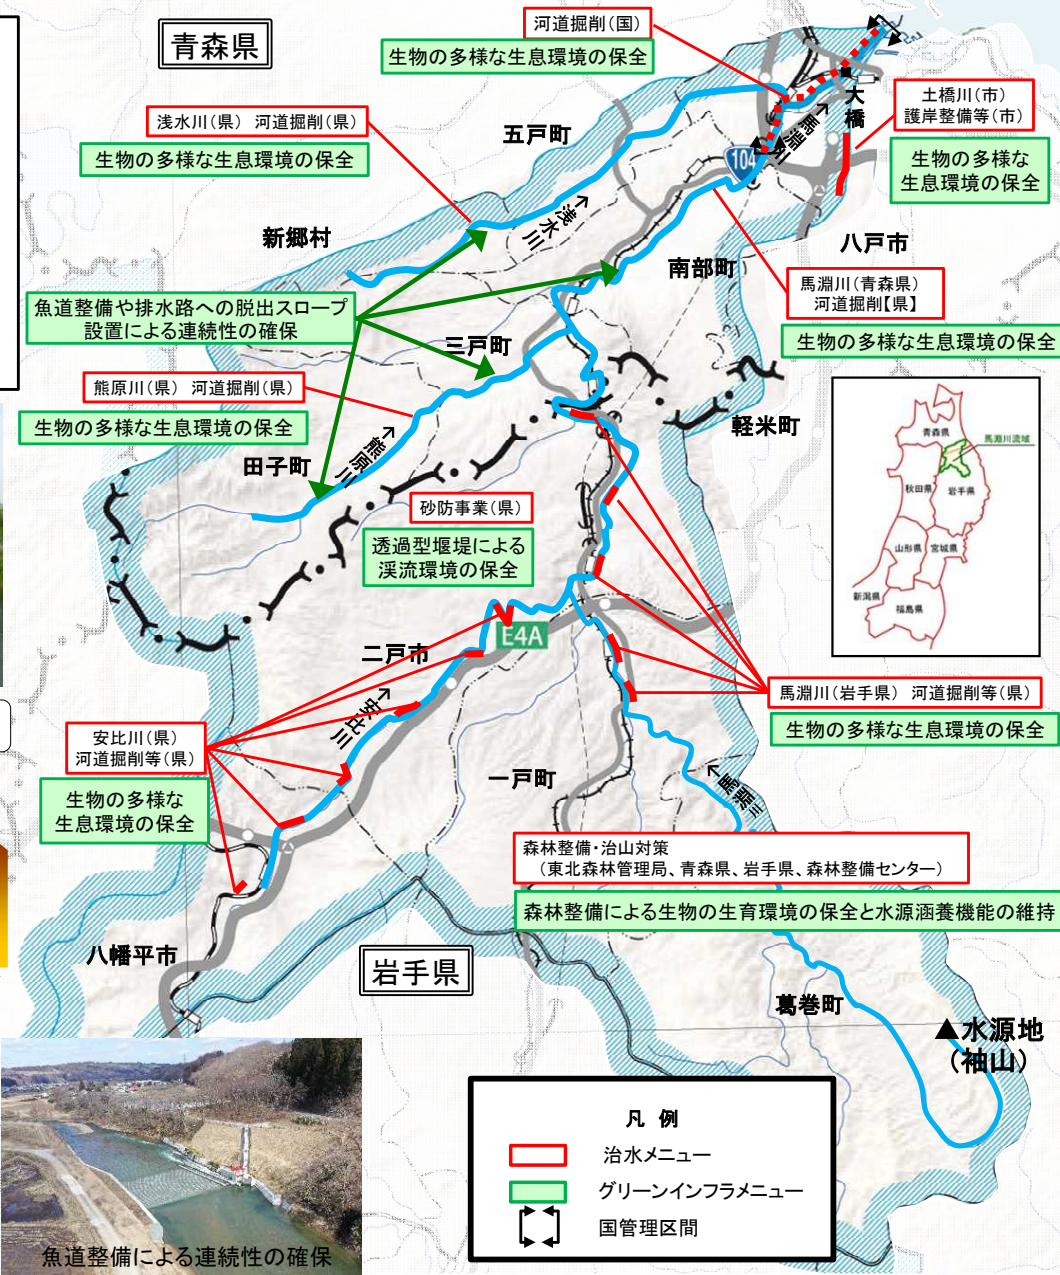 青森県
河道掘削（国）
生物の多様な生息環境の保全
浅水川（県）　河道掘削（県）
生物の多様な生息環境の保全
五戸町
大橋
馬淵川
104
土橋川（市）
護岸整備等（市）
生物の多様な
生息環境の保全
新郷村
浅水川
南部町
八戸市
馬淵川（青森県）
河道掘削【県】
生物の多様な生息環境の保全
魚道整備や排水路への脱出スロープ
設置による連続性の確保
三戸町
熊原川（県）　河道掘削（県）
生物の多様な生息環境の保全
田子町
熊原川
軽米町
青森県
馬淵川流域
秋田県
岩手県
山形県
宮城県
新潟県
福島県
砂防事業（県）
透過型堰堤による
渓流環境の保全
E4A
二戸市
安比川
馬淵川（岩手県）　河道掘削等（県）
生物の多様な生息環境の保全
安比川（県）
河道掘削等（県）
生物の多様な
生息環境の保全
一戸町
馬淵川
森林整備・治山対策
（東北森林管理局、青森県、岩手県、森林整備センター）
森林整備による生物の生育環境の保全と水源涵養機能の維持
八幡平市
岩手県
葛巻町
▲水源地
（袖山）
凡 例
治水メニュー
グリーンインフラメニュー
国管理区間
魚道整備による連続性の確保